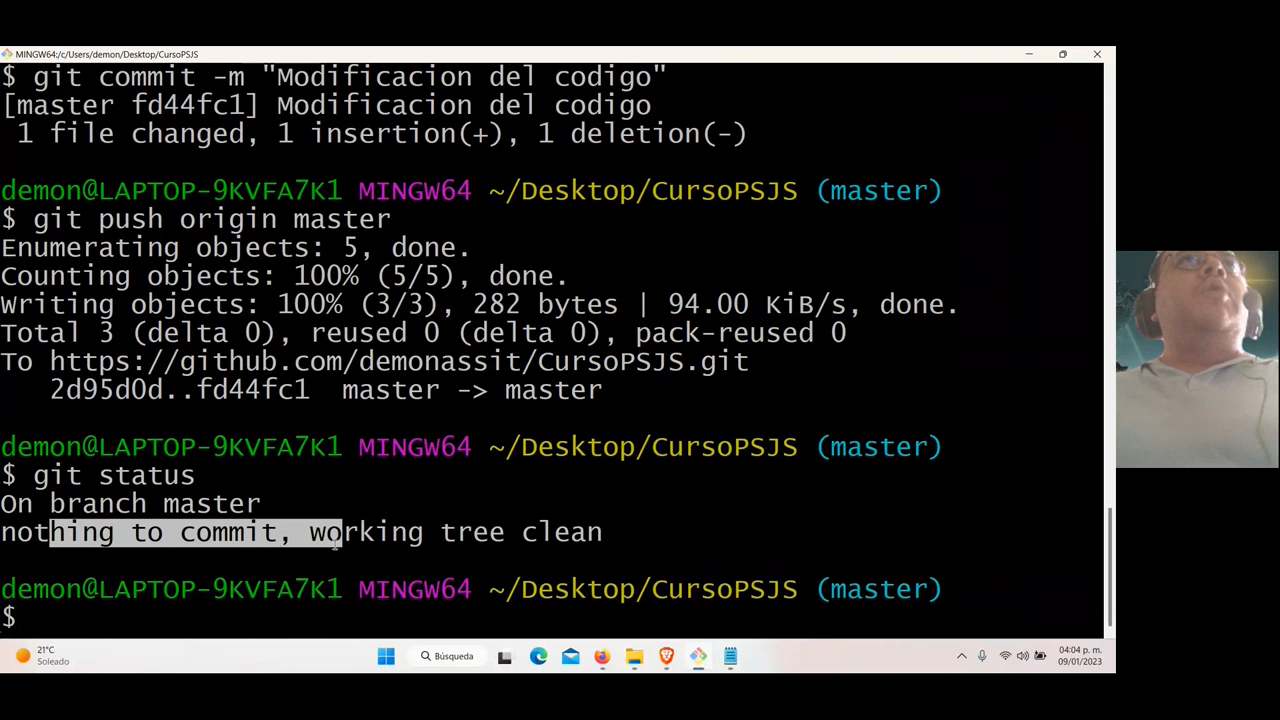 MINGW64:/c/Users/demon/Desktop/CursoPSJS
$ git commit -m "Modificacion del codigo"
[master fd44fc1] Modificacion del codigo
1 file changed, 1 insertion(+), 1 deletion(-)
demon@LAPTOP-9KVFA7K1 MINGW64 ~/Desktop/CursoPSJS (master)
$ git push origin master
Enumerating objects: 5, done.
Counting objects: 100% (5/5), done.
Writing objects: 100% (3/3), 282 bytes | 94.00 KiB/s, done.
Total 3 (delta 0), reused 0 (delta 0), pack-reused 0
To https://github.com/demonassit/CursoPSJS.git
2d95d0d..fd44fc1 master -> master
demon@LAPTOP-9KVFA7K1 MINGW64 ~/Desktop/CursoPSJS (master)
$ git status
On branch master
nothing to commit, working tree clean
demon@LAPTOP-9KVFA7K1 MINGW64 ~/Desktop/CursoPSJS (master)
$
21°C
Soleado
Búsqueda
04:04 p. m.
09/01/2023